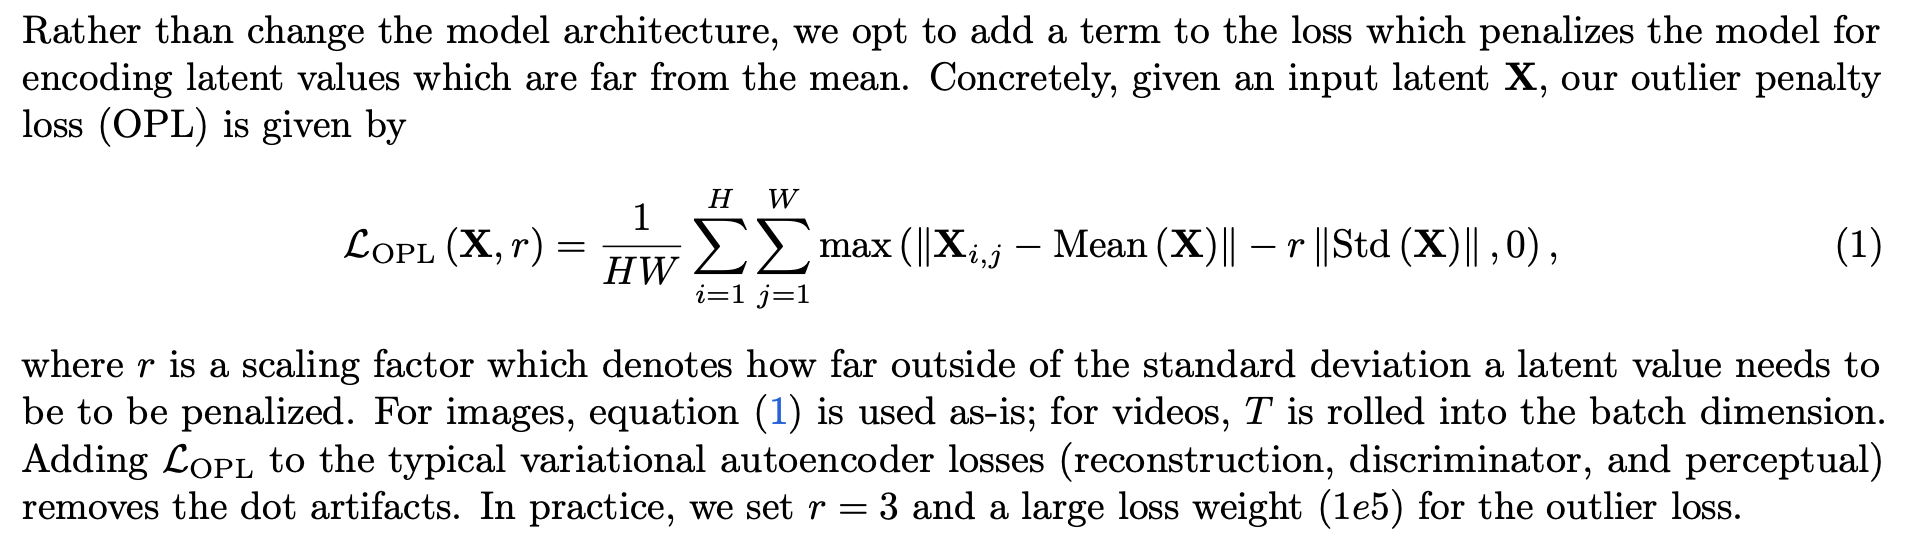 Rather than change the model architecture, we opt to add a term to the loss which penalizes the model for
encoding latent values which are far from the mean. Concretely, given an input latent X, our outlier penalty
loss (OPL) is given by
$\mathcal{L}_{\mathrm{OPL}}(\mathbf{X}, r) = \frac{1}{HW} \sum_{i=1}^{H} \sum_{j=1}^{W} \max\left(\|\mathbf{X}_{i,j} - \mathrm{Mean}(\mathbf{X})\| - r\,\|\mathrm{Std}(\mathbf{X})\|, 0\right),$ (1)
where r is a scaling factor which denotes how far outside of the standard deviation a latent value needs to
be to be penalized. For images, equation (1) is used as-is; for videos, T is rolled into the batch dimension.
Adding $\mathcal{L}_{\mathrm{OPL}}$ to the typical variational autoencoder losses (reconstruction, discriminator, and perceptual)
removes the dot artifacts. In practice, we set r = 3 and a large loss weight (1e5) for the outlier loss.